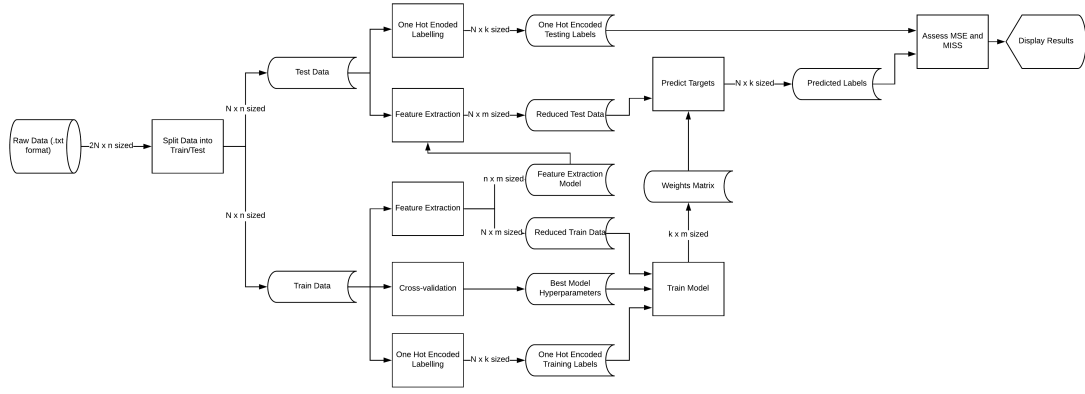 Raw Data (.txt
format)
2N x n sized
Split Data into
Train/Test
N x n sized
N x n sized
Test Data
Train Data
One Hot Enoded
Labelling
N x k sized
One Hot Encoded
Testing Labels
Feature Extraction
N x m sized
Reduced Test Data
Feature Extraction
n x m sized
Feature Extraction
Model
N x m sized
Reduced Train Data
Cross-validation
Best Model
Hyperparameters
One Hot Encoded
Labelling
N x k sized
One Hot Encoded
Training Labels
Train Model
k x m sized
Weights Matrix
Predict Targets
N x k sized
Predicted Labels
Assess MSE and
MISS
Display Results